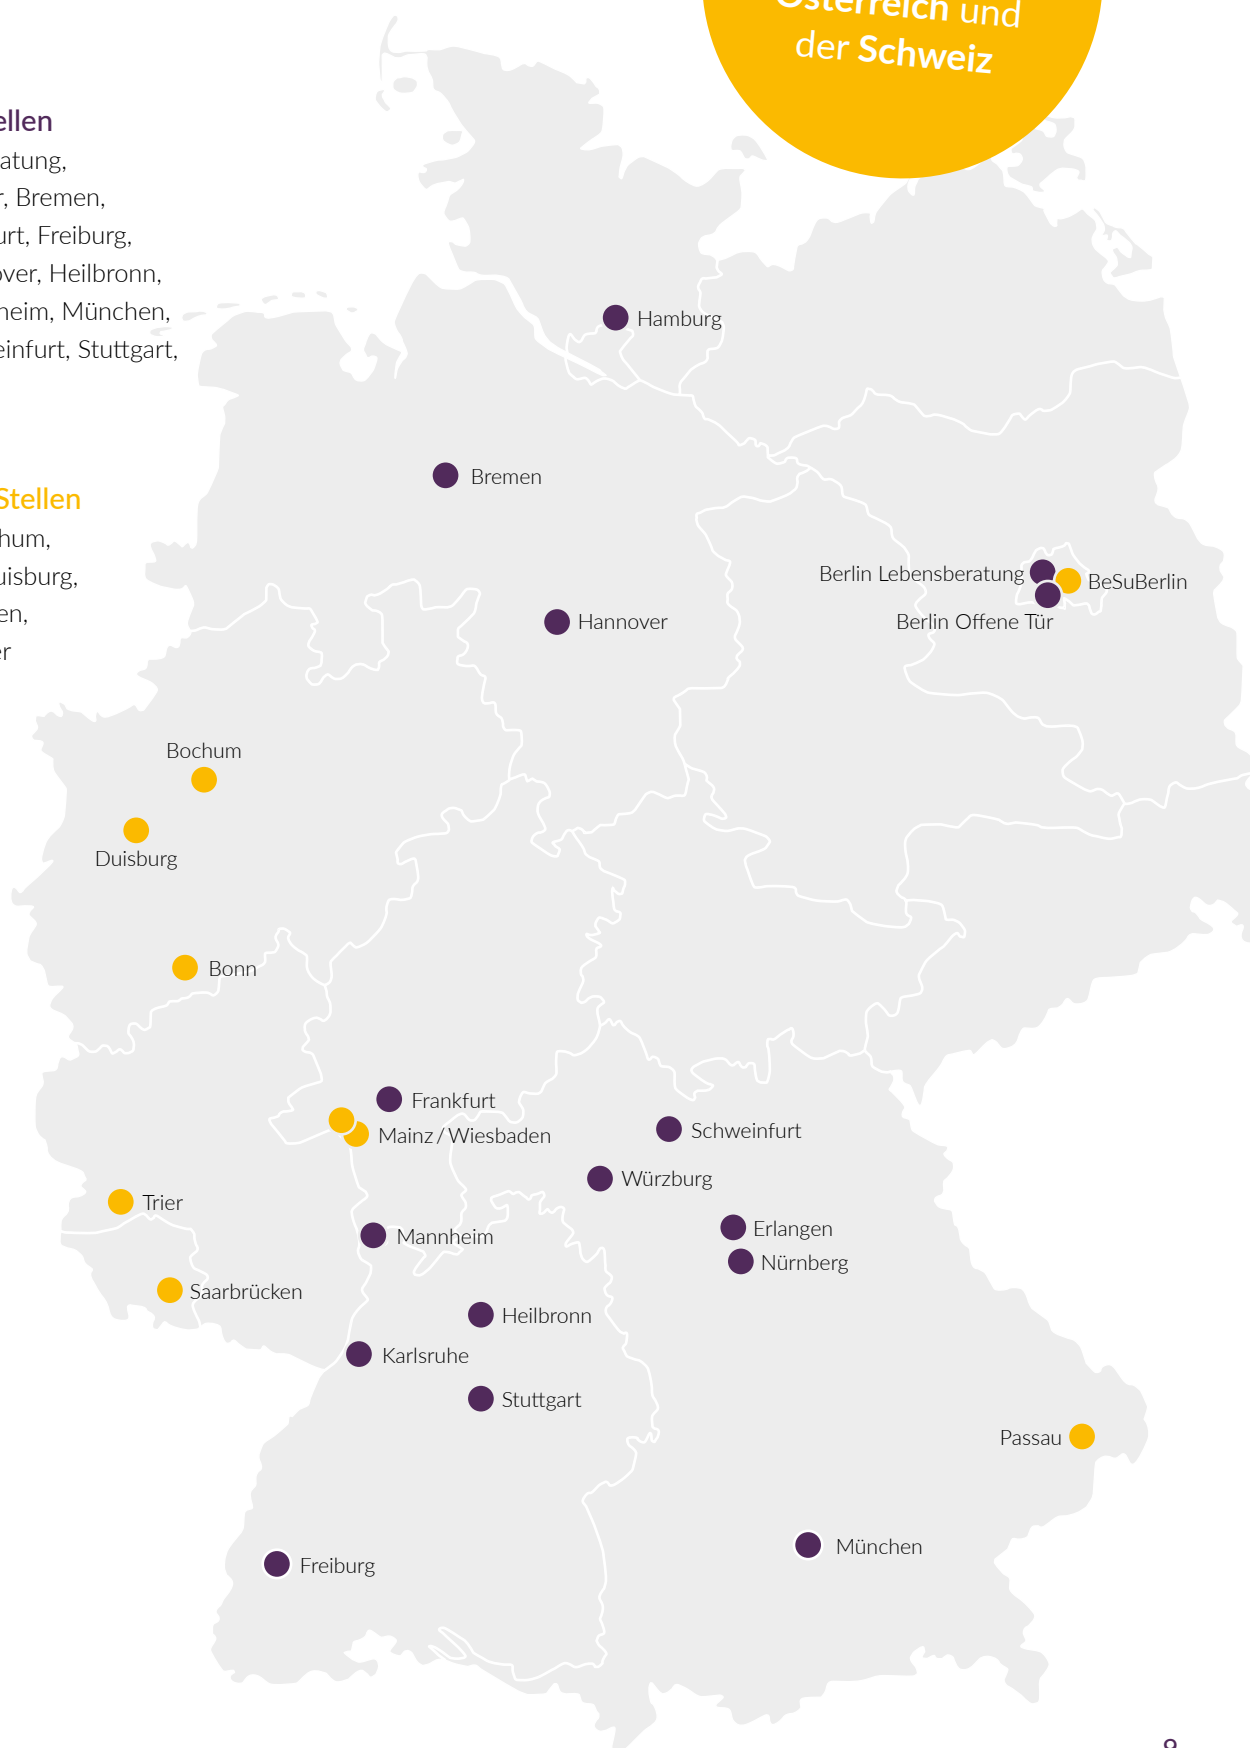 Österreich und
der Schweiz
ellen
atung,
r, Bremen,
urt, Freiburg,
over, Heilbronn,
heim, München,
einfurt, Stuttgart,
Stellen
hum,
uisburg,
en,
er
Hamburg
Bremen
Berlin Lebensberatung
BeSuBerlin
Berlin Offene Tür
Hannover
Bochum
Duisburg
Bonn
Frankfurt
Mainz / Wiesbaden
Schweinfurt
Würzburg
Trier
Mannheim
Erlangen
Nürnberg
Saarbrücken
Heilbronn
Karlsruhe
Stuttgart
Passau
München
Freiburg